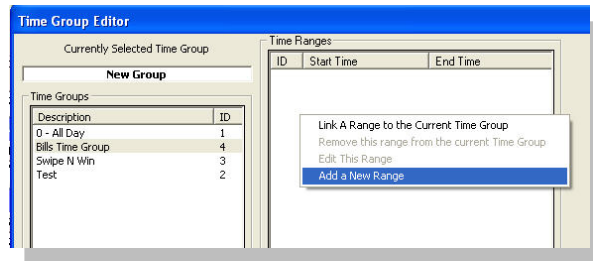 Time Group Editor
Currently Selected Time Group
New Group
Time Groups
Description ID
0 - All Day 1
Bills Time Group 4
Swipe N Win 3
Test 2
Time Ranges
ID Start Time End Time
Link A Range to the Current Time Group
Remove this range from the current Time Group
Edit This Range
Add a New Range